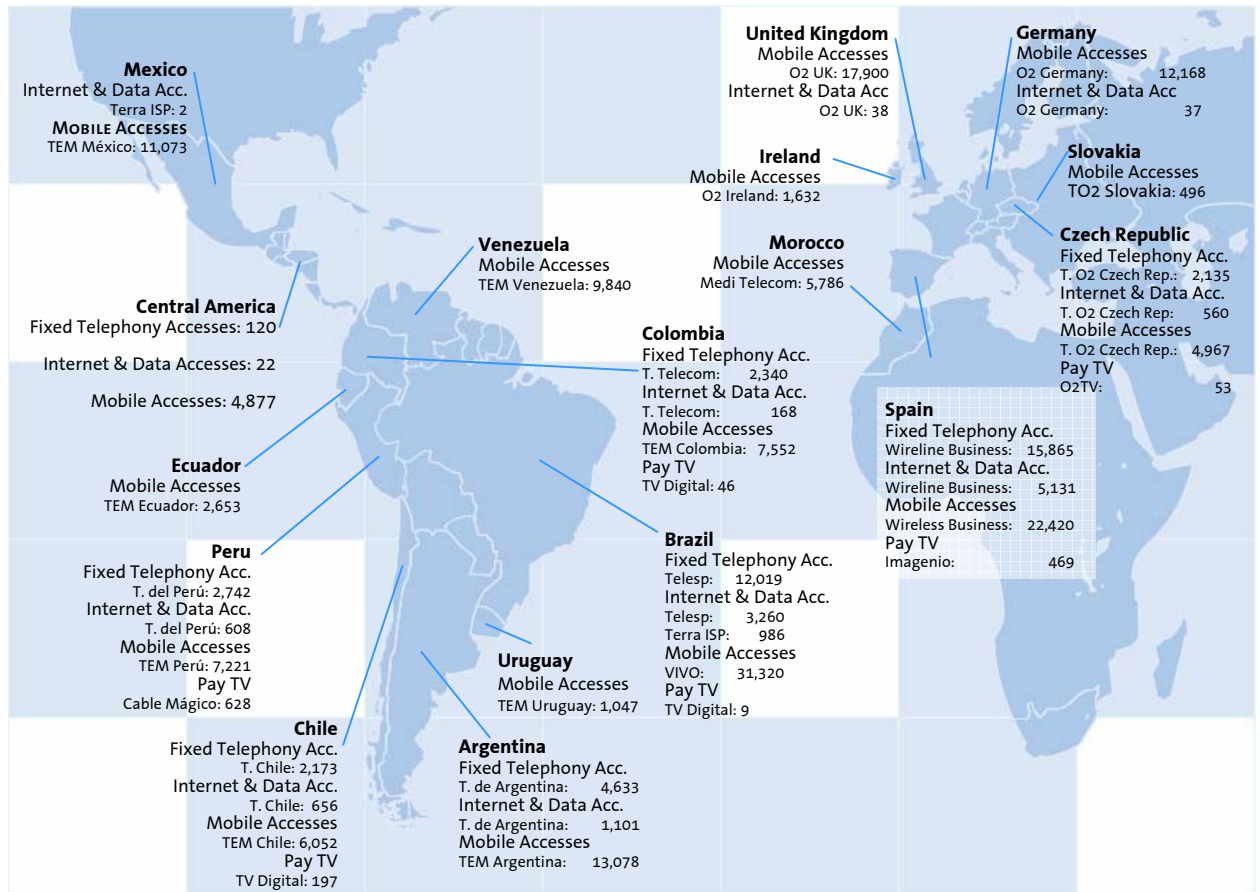 Mexico
Internet & Data Acc.
Terra ISP: 2
MOBILE ACCESSES
TEM México: 11,073
Central America
Fixed Telephony Accesses: 120
Internet & Data Accesses: 22
Mobile Accesses: 4,877
Ecuador
Mobile Accesses
TEM Ecuador: 2,653
Peru
Fixed Telephony Acc.
T. del Perú: 2,742
Internet & Data Acc.
T. del Perú: 608
Mobile Accesses
TEM Perú: 7,221
Pay TV
Cable Mágico: 628
Chile
Fixed Telephony Acc.
T. Chile: 2,173
Internet & Data Acc.
T. Chile: 656
Mobile Accesses
TEM Chile: 6,052
Pay TV
TV Digital: 197
Venezuela
Mobile Accesses
TEM Venezuela: 9,840
Colombia
Fixed Telephony Acc.
T. Telecom: 2,340
Internet & Data Acc.
T. Telecom: 168
Mobile Accesses
TEM Colombia: 7,552
Pay TV
TV Digital: 46
Brazil
Fixed Telephony Acc.
Telesp: 12,019
Internet & Data Acc.
Telesp: 3,260
Terra ISP: 986
Mobile Accesses
VIVO: 31,320
Pay TV
TV Digital: 9
Uruguay
Mobile Accesses
TEM Uruguay: 1,047
Argentina
Fixed Telephony Acc.
T. de Argentina: 4,633
Internet & Data Acc.
T. de Argentina: 1,101
Mobile Accesses
TEM Argentina: 13,078
United Kingdom
Mobile Accesses
O2 UK: 17,900
Internet & Data Acc
O2 UK: 38
Ireland
Mobile Accesses
O2 Ireland: 1,632
Morocco
Mobile Accesses
Medi Telecom: 5,786
Germany
Mobile Accesses
O2 Germany: 12,168
Internet & Data Acc
O2 Germany: 37
Slovakia
Mobile Accesses
TO2 Slovakia: 496
Czech Republic
Fixed Telephony Acc.
T. O2 Czech Rep.: 2,135
Internet & Data Acc.
T. O2 Czech Rep: 560
Mobile Accesses
T. O2 Czech Rep.: 4,967
Pay TV
O2TV: 53
Spain
Fixed Telephony Acc.
Wireline Business: 15,865
Internet & Data Acc.
Wireline Business: 5,131
Mobile Accesses
Wireless Business: 22,420
Pay TV
Imagenio: 469